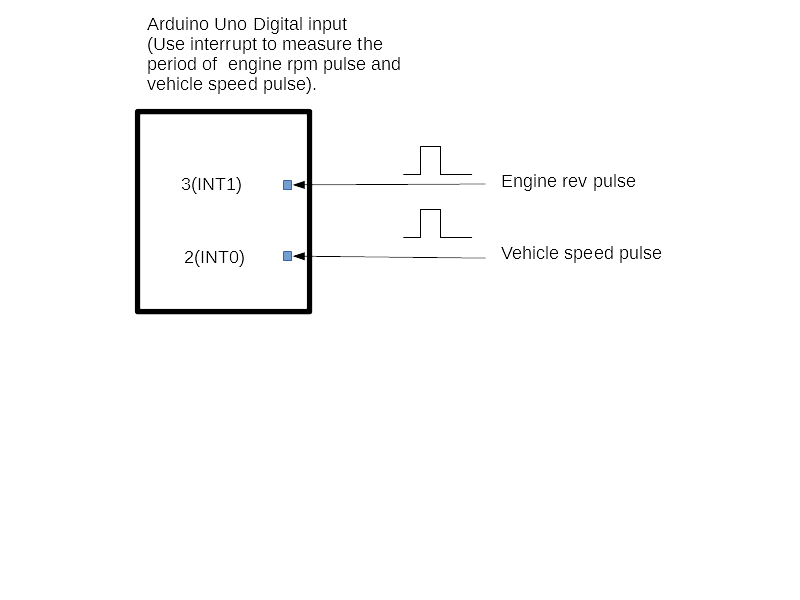 Arduino Uno Digital input
(Use interrupt to measure the
period of  engine rpm pulse and
vehicle speed pulse).
3(INT1)
Engine rev pulse
2(INT0)
Vehicle speed pulse